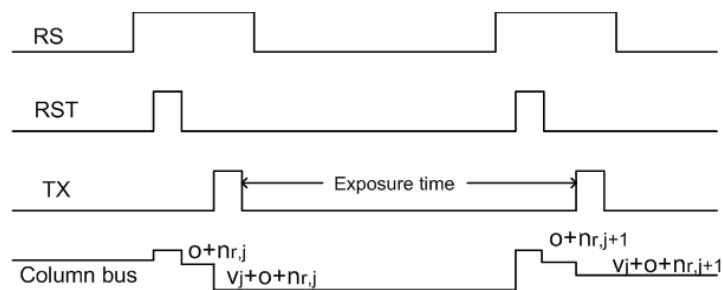 RS
RST
TX
Exposure time
Column bus
o+nr,j
vj+o+nr,j
o+nr,j+1
vj+o+nr,j+1